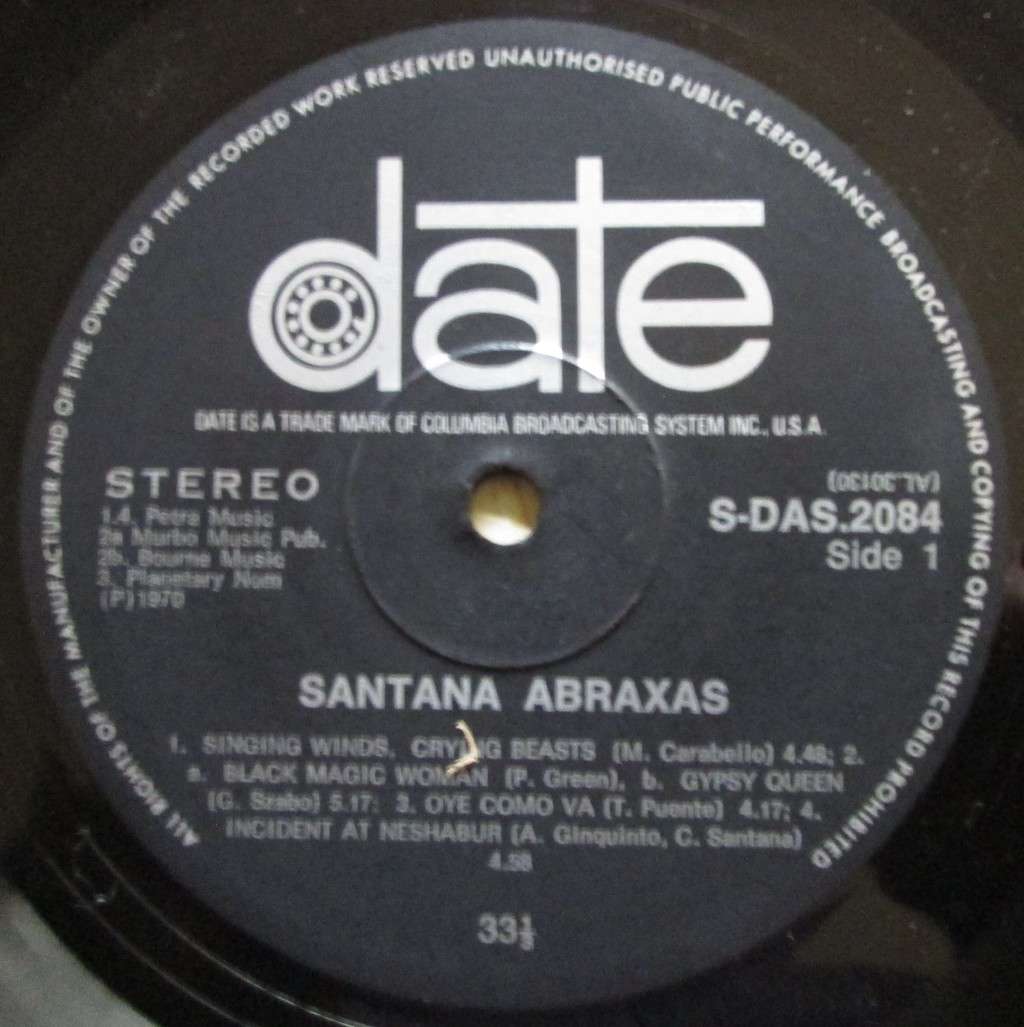 ALL RIGHTS OF THE MANUFACTURER AND OF THE OWNER OF THE RECORDED WORK RESERVED UNAUTHORISED PUBLIC PERFORMANCE BROADCASTING AND COPYING OF THIS RECORD PROHIBITED
date
DATE IS A TRADE MARK OF COLUMBIA BROADCASTING SYSTEM INC., U.S.A.
STEREO
1.4. Petra Music
2a Murbo Music Pub.
2b. Bourne Music
3. Planetary Nom
(P) 1970
(AL.30130)
S-DAS.2084
Side 1
SANTANA ABRAXAS
1. SINGING WINDS, CRYING BEASTS (M. Carabello) 4.48; 2.
a. BLACK MAGIC WOMAN (P. Green), b. GYPSY QUEEN
(G. Szabo) 5.17; 3. OYE COMO VA (T. Puente) 4.17; 4.
INCIDENT AT NESHABUR (A. Ginquinto, C. Santana)
4.58
33⅓